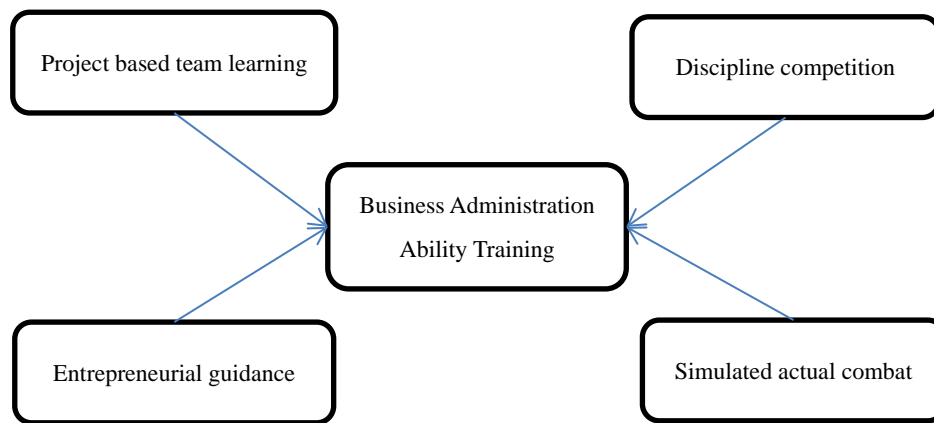 Project based team learning
Discipline competition
Business Administration
Ability Training
Entrepreneurial guidance
Simulated actual combat